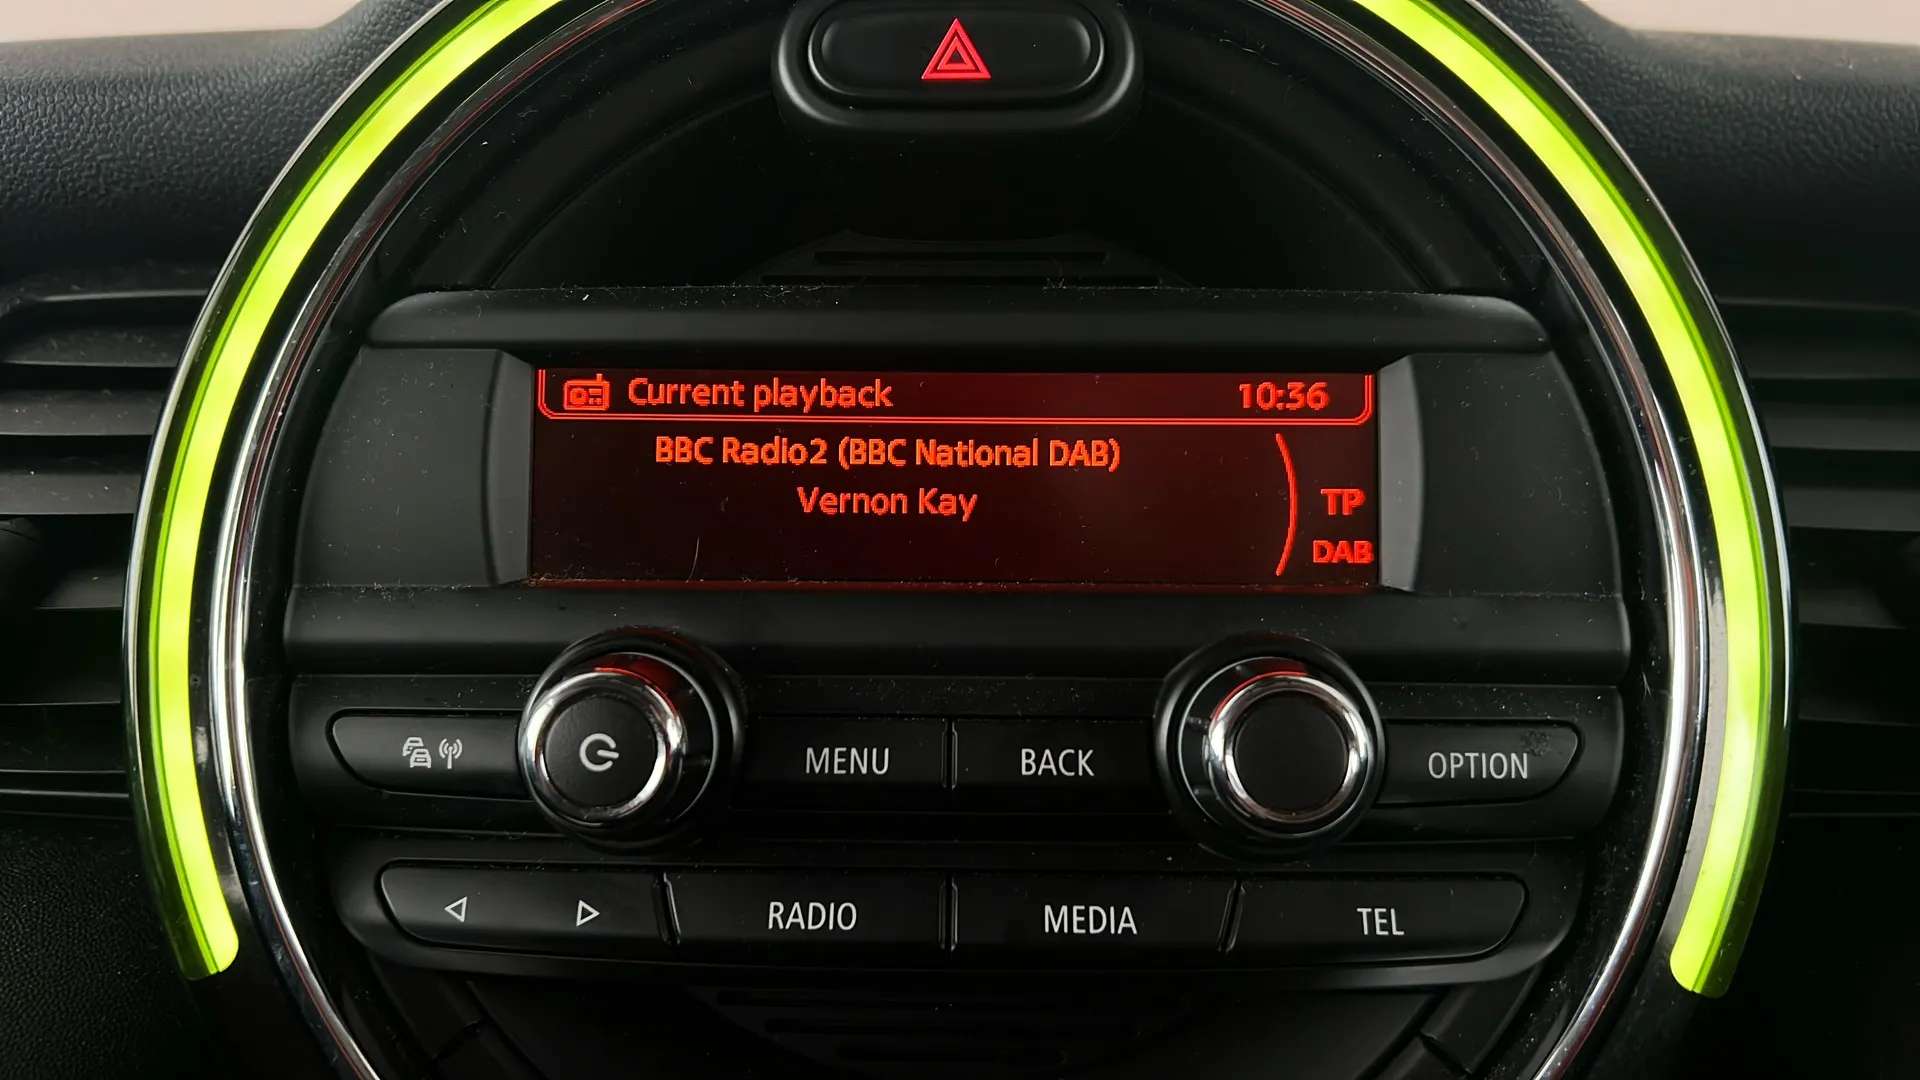 Current playback 10:36
BBC Radio2 (BBC National DAB)
Vernon Kay
TP
DAB
MENU BACK OPTION
RADIO MEDIA TEL